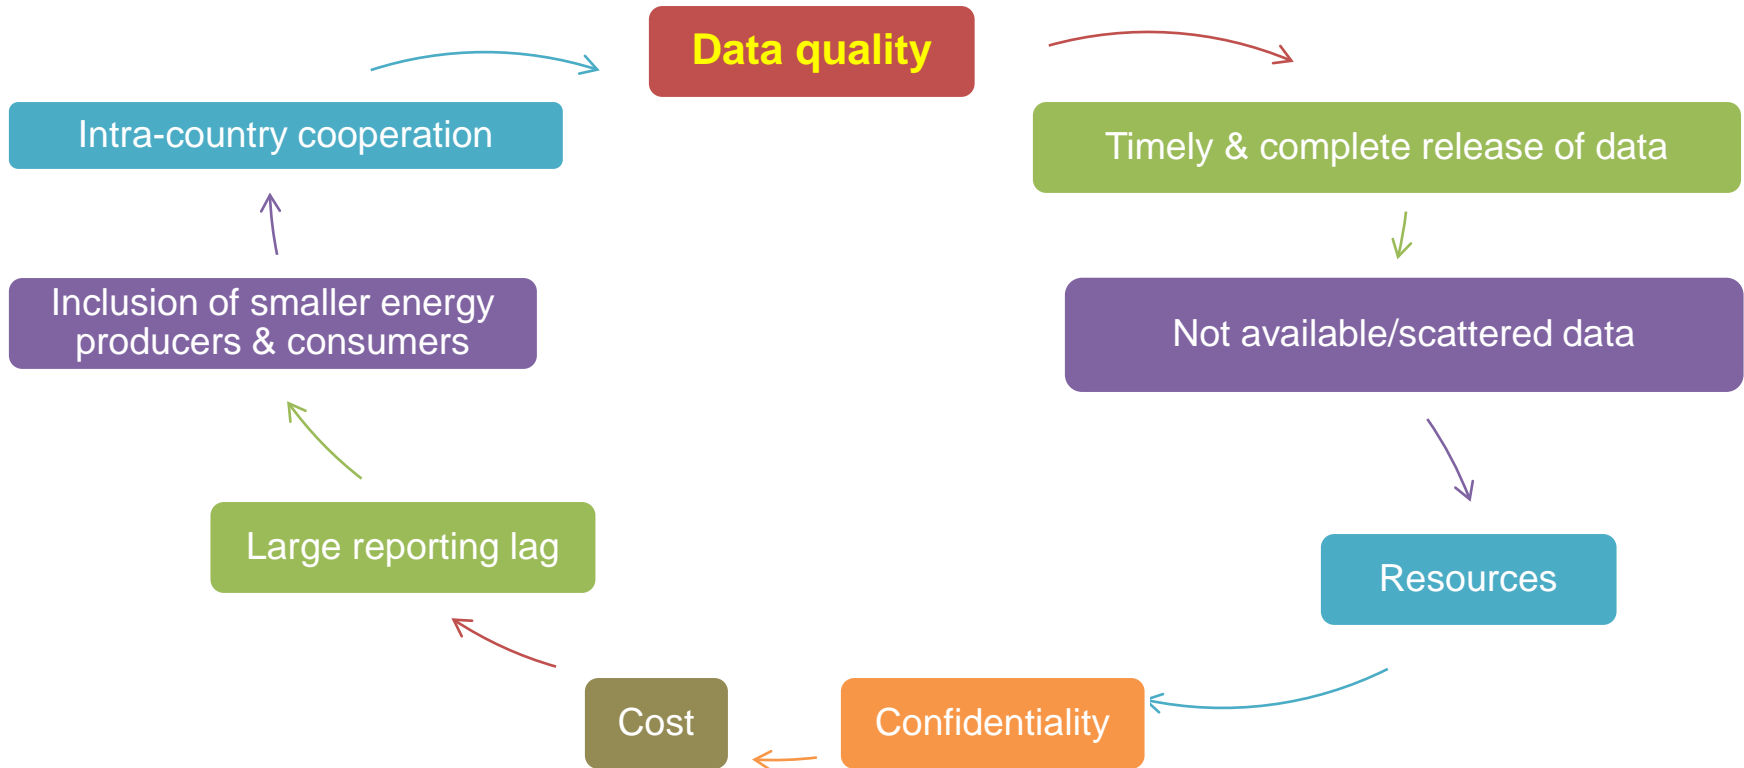 Data quality
Timely & complete release of data
Not available/scattered data
Resources
Confidentiality
Cost
Large reporting lag
Inclusion of smaller energy
producers & consumers
Intra-country cooperation